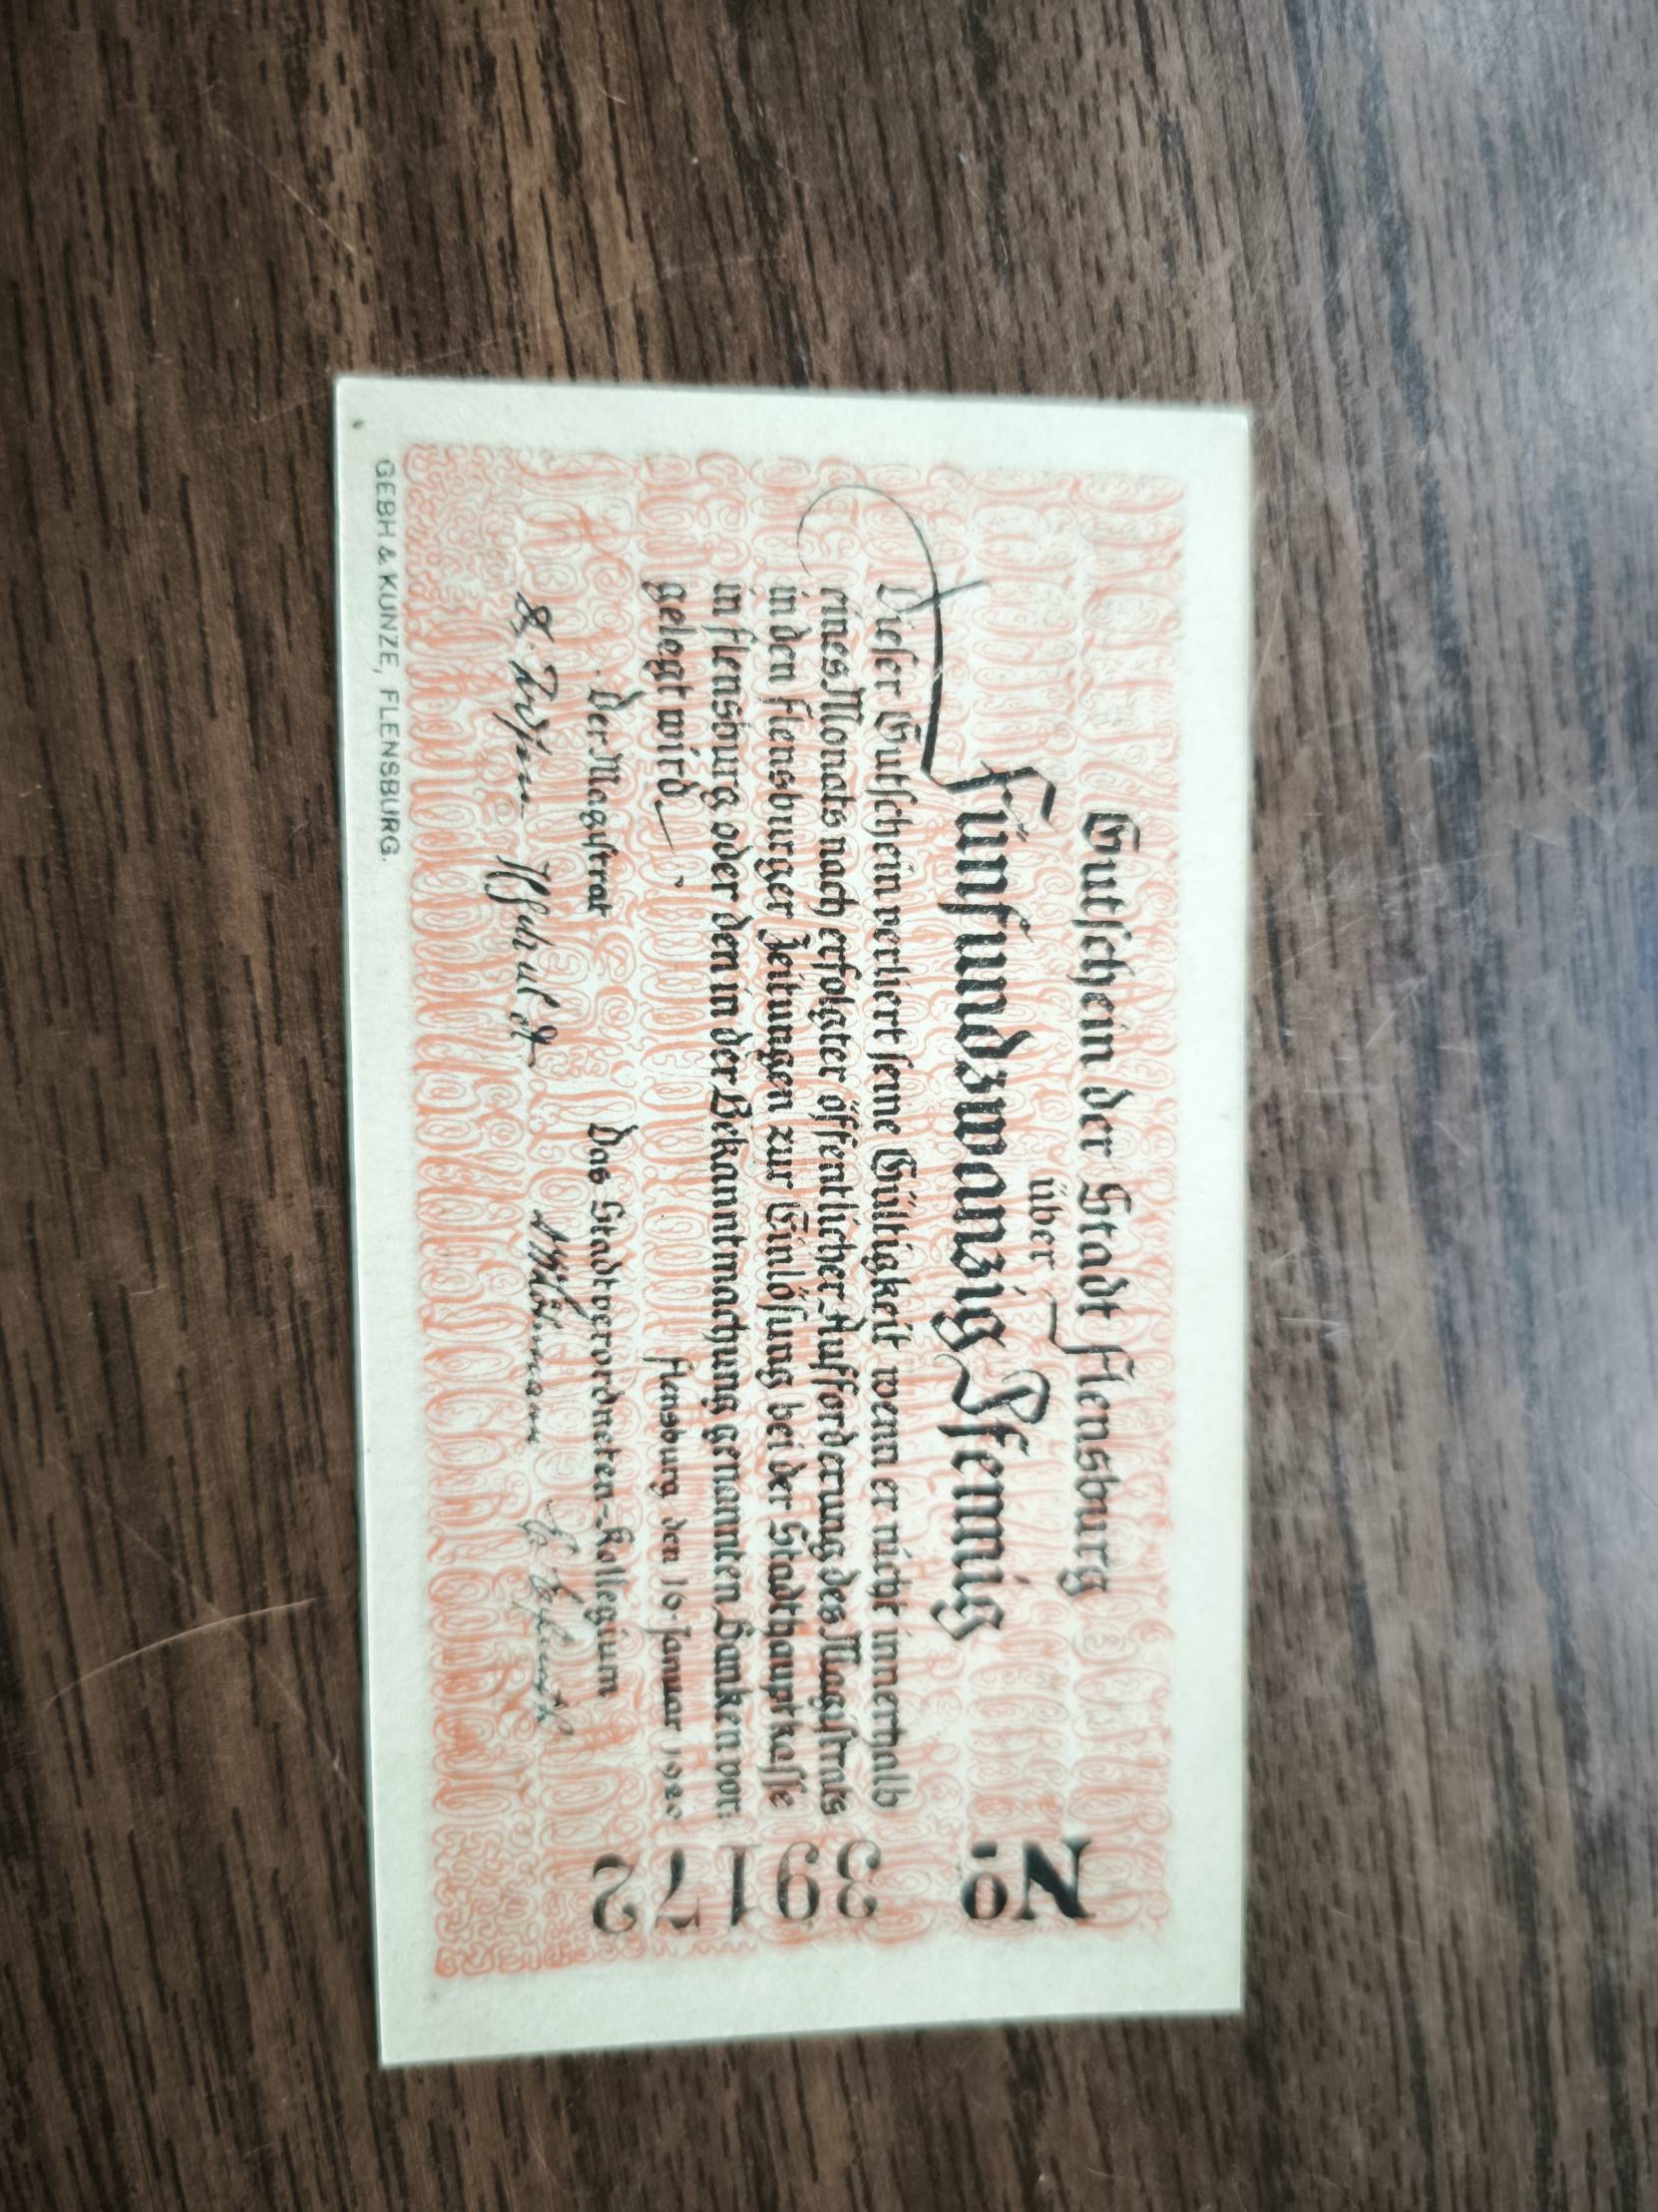 Gutschein der Stadt Flensburg
über
Fünfundzwanzig Pfennig
Dieser Gutschein verliert seine Gültigkeit wenn er nicht innerhalb
eines Monats nach erfolgter öffentlicher Aufforderung des Magistrats
in den Flensburger Zeitungen zur Einlösung bei der Stadthauptkasse
in Flensburg oder den in der Bekanntmachung genannten Banken vor:
gelegt wird
Flensburg den 16. Januar 1920
Der Magistrat
Das Stadtverordneten-Kollegium
No 39172
GEBH & KUNZE, FLENSBURG.